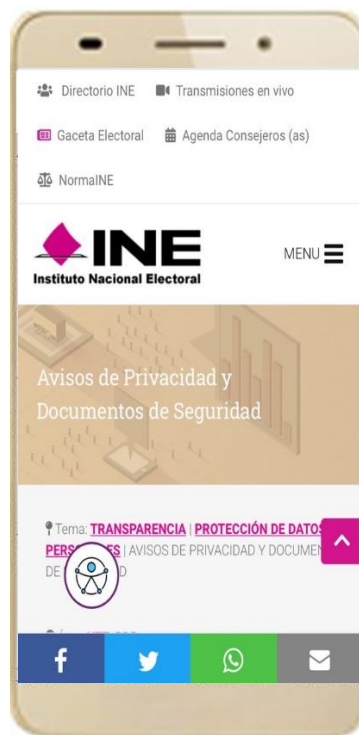 Directorio INE Transmisiones en vivo
Gaceta Electoral Agenda Consejeros (as)
NormaINE
INE
Instituto Nacional Electoral
MENU
Avisos de Privacidad y
Documentos de Seguridad
Tema: TRANSPARENCIA | PROTECCIÓN DE DATOS
PERS ES | AVISOS DE PRIVACIDAD Y DOCUMEN
DE D